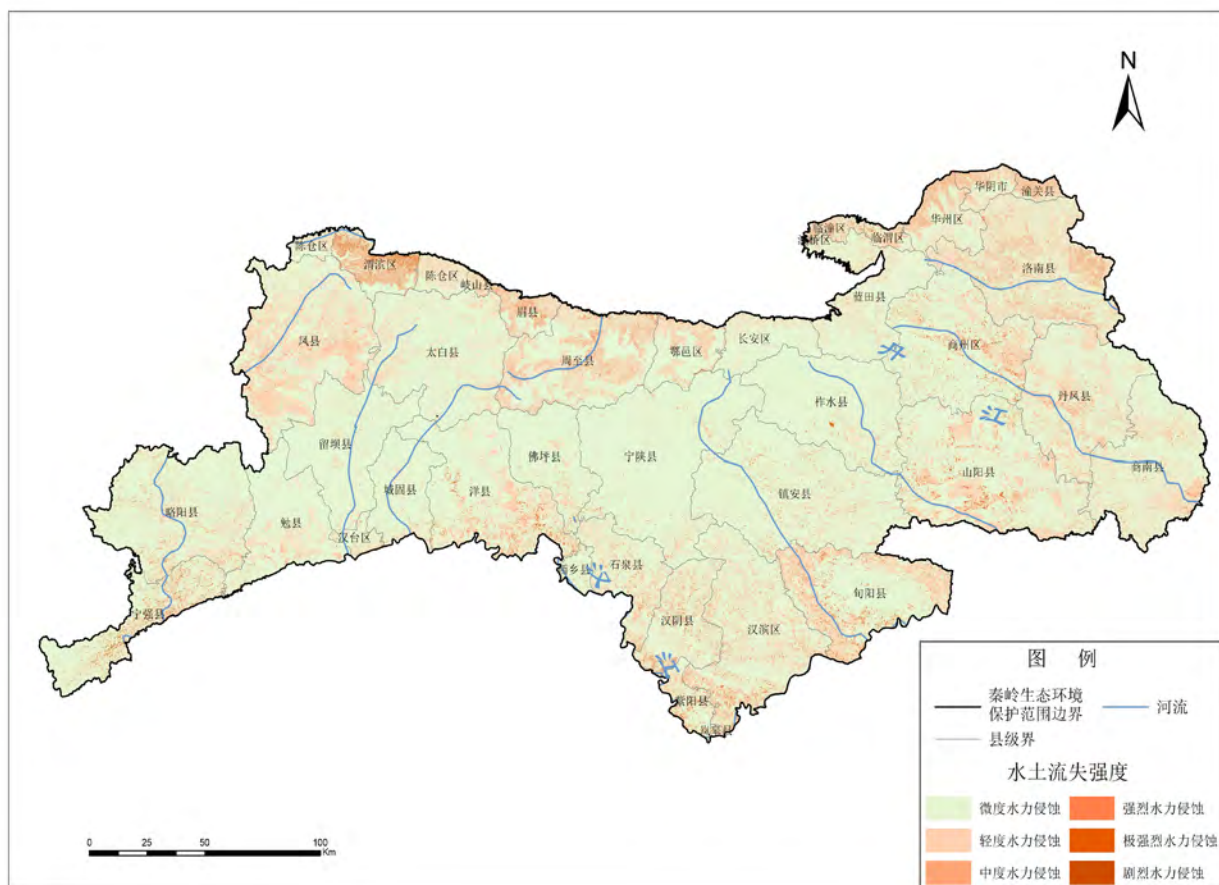 N
华阴市
潼关县
华州区
临潼区
临渭区
陈仓区
渭滨区
陈仓区
岐山县
洛南县
蓝田县
眉县
凤县
太白县
周至县
鄠邑区
长安区
丹
商州区
柞水县
丹凤县
江
留坝县
佛坪县
宁陕县
山阳县
商南县
城固县
洋县
镇安县
略阳县
勉县
汉台区
石泉县
汉
旬阳县
宁强县
汉阴县
汉滨区
江
紫阳县
图 例
秦岭生态环境
保护范围边界
河流
县级界
水土流失强度
微度水力侵蚀
强烈水力侵蚀
轻度水力侵蚀
极强烈水力侵蚀
中度水力侵蚀
剧烈水力侵蚀
0 25 50 100
Km